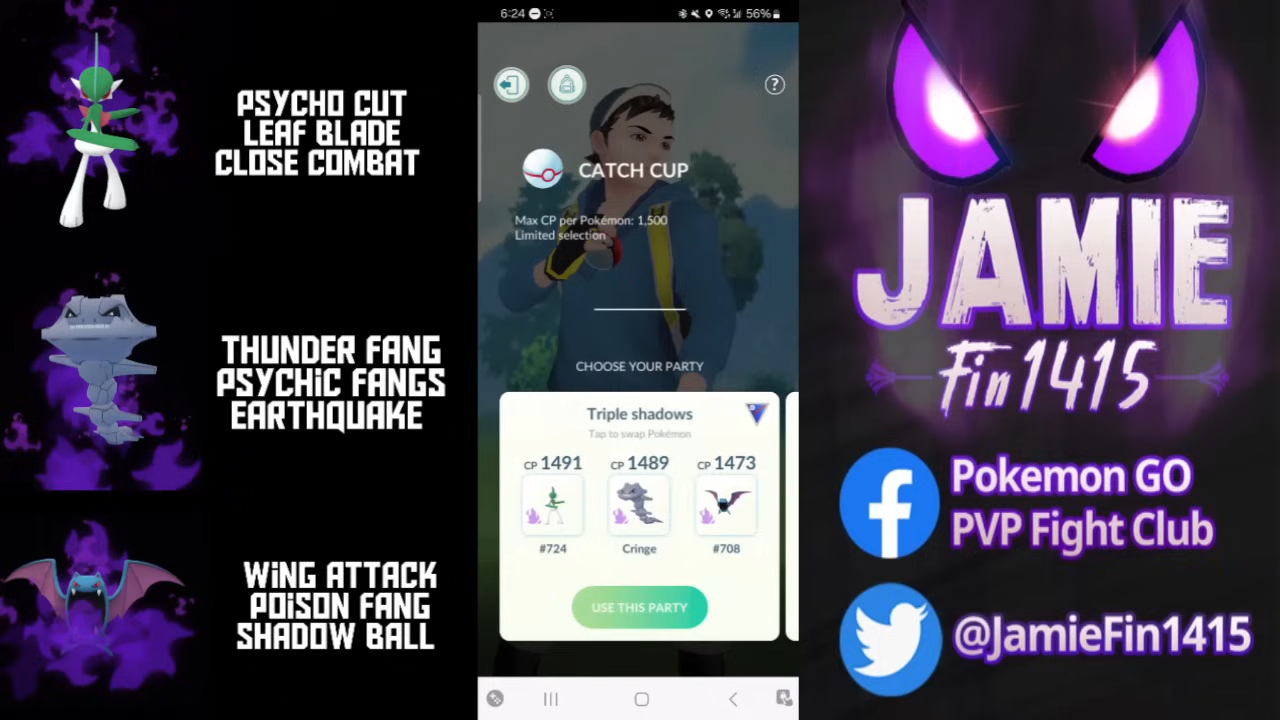 PSYCHO CUT
LEAF BLADE
CLOSE COMBAT
THUNDER FANG
PSYCHIC FANGS
EARTHQUAKE
WING ATTACK
POISON FANG
SHADOW BALL
6:24
56%
?
CATCH CUP
Max CP per Pokémon: 1,500
Limited selection
CHOOSE YOUR PARTY
Triple shadows
Tap to swap Pokémon
CP 1491 CP 1489 CP 1473
#724 Cringe #708
USE THIS PARTY
JAMIE
Fin1415
Pokemon GO
PVP Fight Club
@JamieFin1415